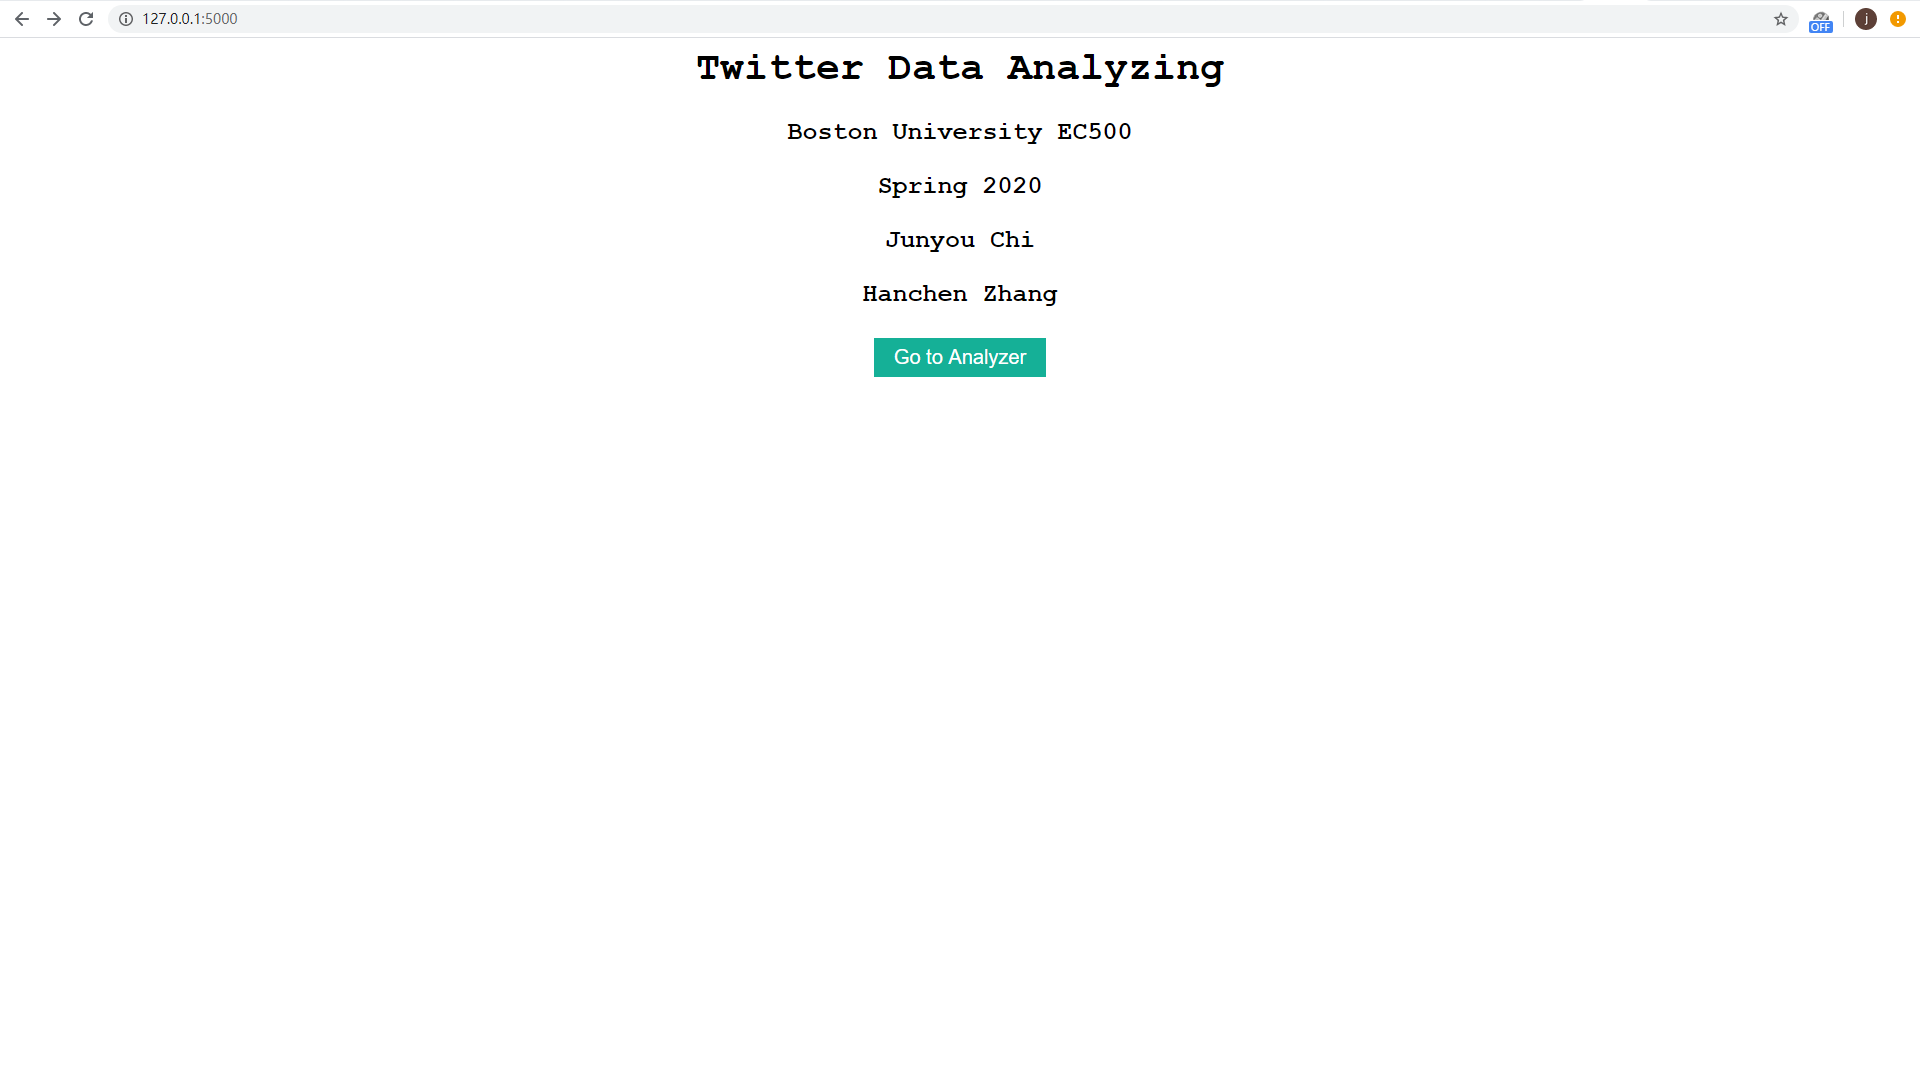 127.0.0.1:5000
OFF
j
Twitter Data Analyzing
Boston University EC500
Spring 2020
Junyou Chi
Hanchen Zhang
Go to Analyzer